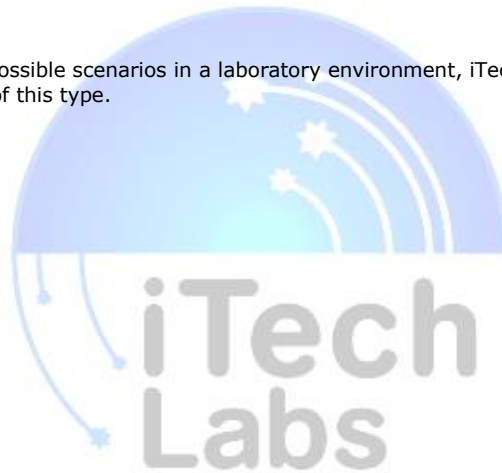 ossible scenarios in a laboratory environment, iTec
of this type.
iTech
Labs